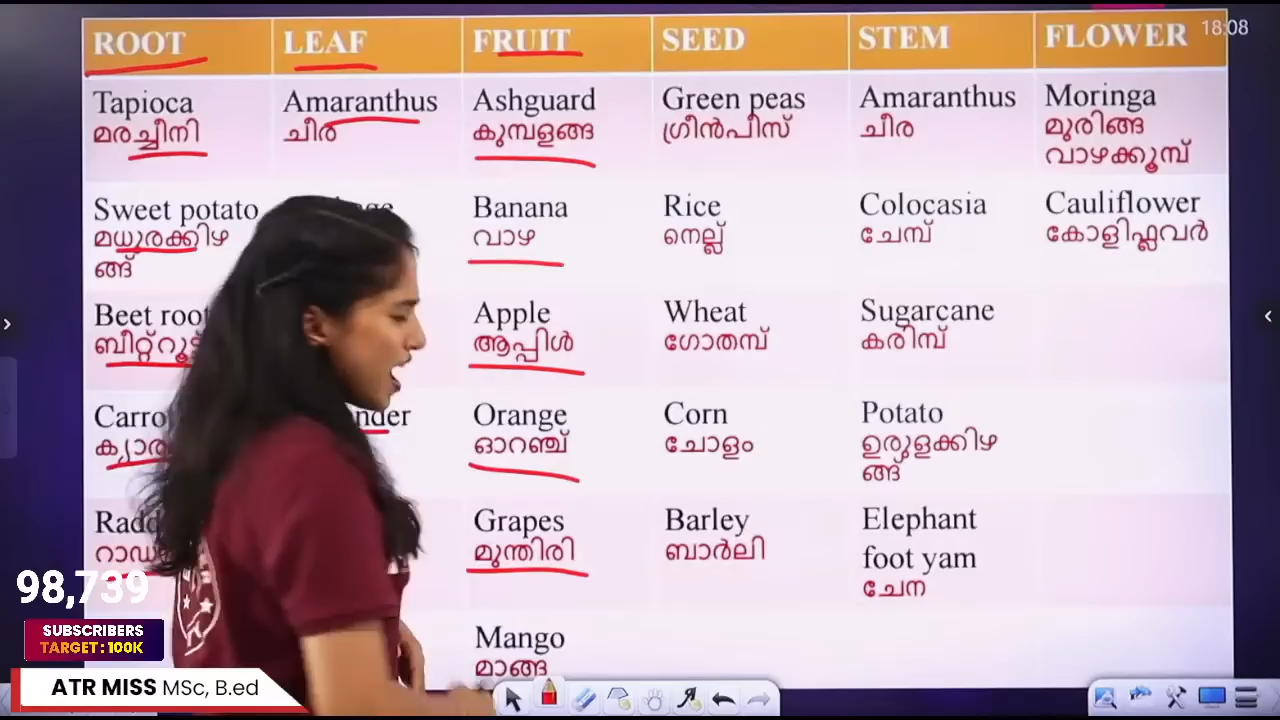 ROOT LEAF FRUIT SEED STEM FLOWER 18:08
Tapioca Amaranthus Ashguard Green peas Amaranthus Moringa
മരച്ചീനി ചീര കുമ്പളങ്ങ ഗ്രീൻപീസ് ചീര മുരിങ്ങ
വാഴക്കൂമ്പ്
Sweet potato Banana Rice Colocasia Cauliflower
മധുരക്കിഴ വാഴ നെല്ല് ചേമ്പ് കോളിഫ്ലവർ
ങ്ങ്
Beet root Apple Wheat Sugarcane
ബീറ്റ്റൂട്ട് ആപ്പിൾ ഗോതമ്പ് കരിമ്പ്
Orange Corn Potato
ഓറഞ്ച് ചോളം ഉരുളക്കിഴ
ങ്ങ്
Grapes Barley Elephant
മുന്തിരി ബാർലി foot yam
ചേന
98,739
SUBSCRIBERS
TARGET : 100K
Mango
മാങ്ങ
ATR MISS MSc, B.ed